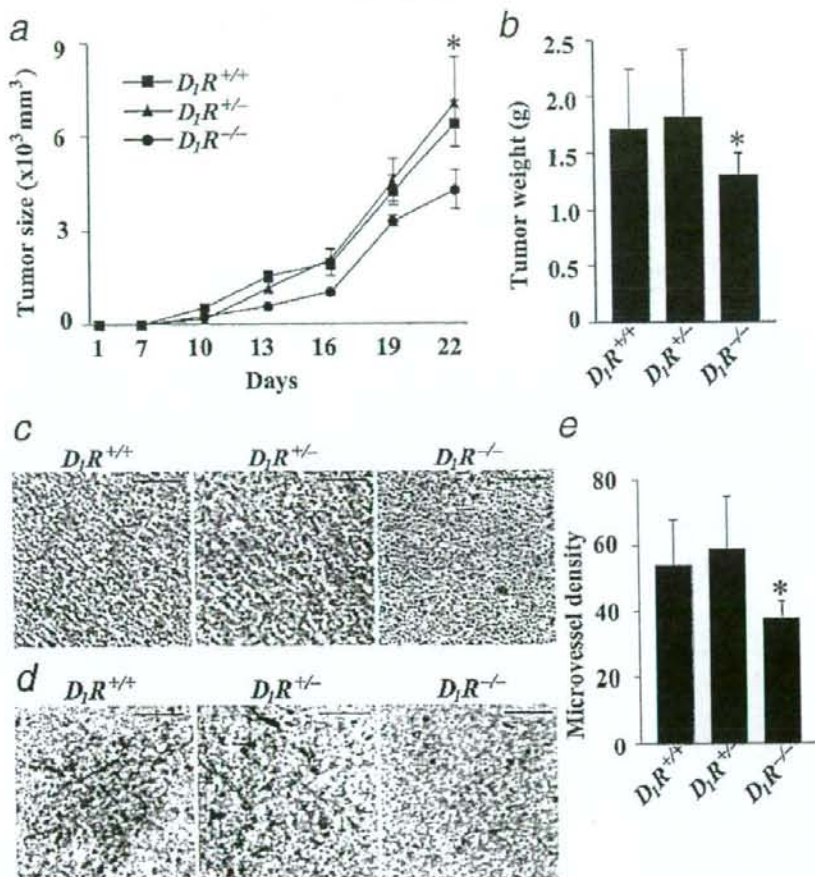 a
Tumor size (x10³ mm³)
9
6
3
0
D₁R⁺/⁺
D₁R⁺/⁻
D₁R⁻/⁻
*
1 7 10 13 16 19 22
Days
b
Tumor weight (g)
2.5
2.0
1.5
1.0
0.5
0
*
D₁R⁺/⁺ D₁R⁺/⁻ D₁R⁻/⁻
c
D₁R⁺/⁺ D₁R⁺/⁻ D₁R⁻/⁻
d
D₁R⁺/⁺ D₁R⁺/⁻ D₁R⁻/⁻
e
Microvessel density
80
60
40
20
0
*
D₁R⁺/⁺ D₁R⁺/⁻ D₁R⁻/⁻